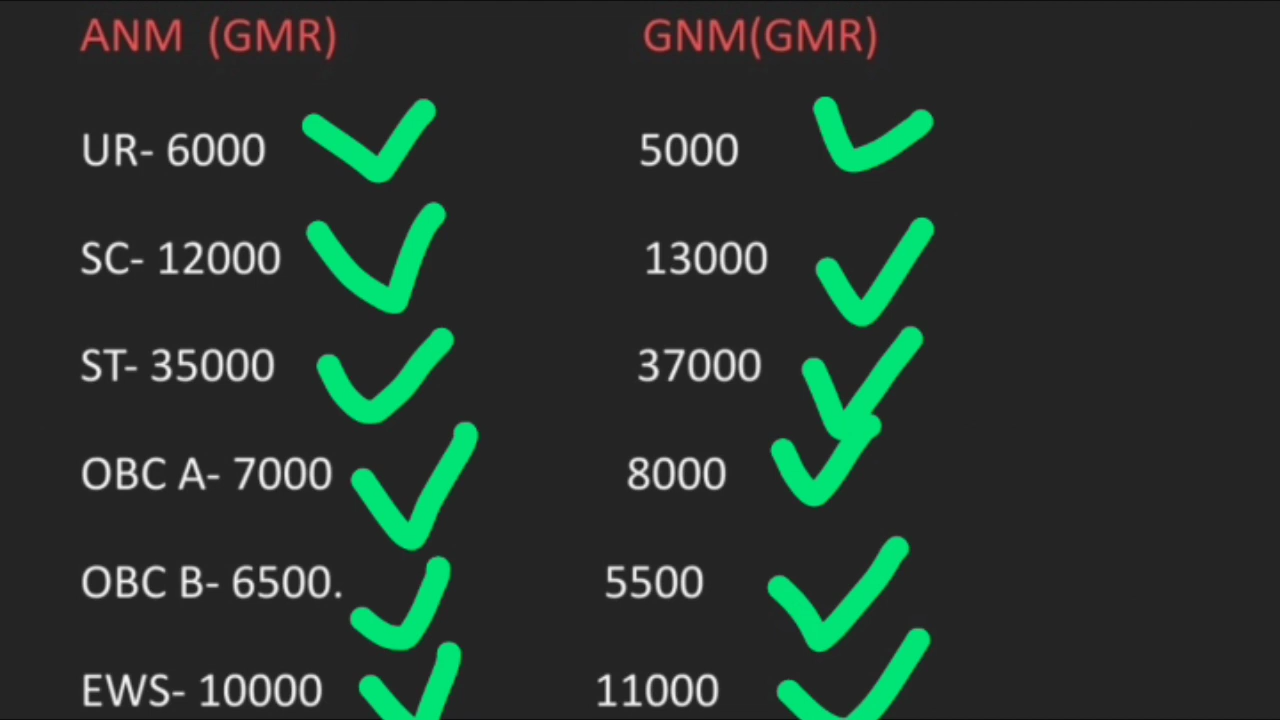 ANM (GMR) GNM(GMR)
UR- 6000 5000
SC- 12000 13000
ST- 35000 37000
OBC A- 7000 8000
OBC B- 6500. 5500
EWS- 10000 11000